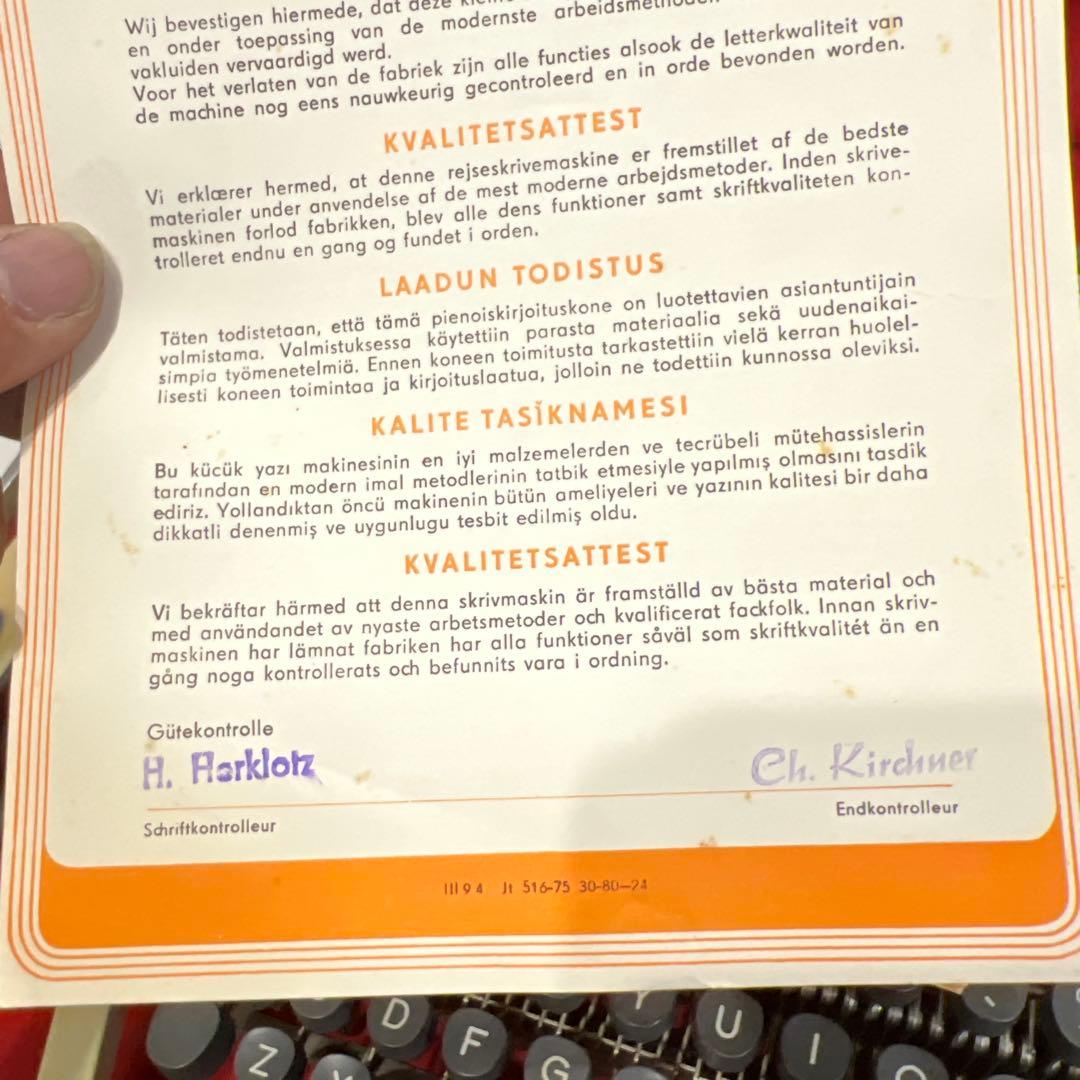 Wij bevestigen hiermede, dat deze
en onder toepassing van de modernste arbeidsmethoden
vakluiden vervaardigd werd.
Voor het verlaten van de fabriek zijn alle functies alsook de letterkwaliteit van
de machine nog eens nauwkeurig gecontroleerd en in orde bevonden worden.
KVALITETSATTEST
Vi erklærer hermed, at denne rejseskrivemaskine er fremstillet af de bedste
materialer under anvendelse af de mest moderne arbejdsmetoder. Inden skrive-
maskinen forlod fabrikken, blev alle dens funktioner samt skriftkvaliteten kon-
trolleret endnu en gang og fundet i orden.
LAADUN TODISTUS
Täten todistetaan, että tämä pienoiskirjoituskone on luotettavien asiantuntijain
valmistama. Valmistuksessa käytettiin parasta materiaalia sekä uudenaikai-
simpia työmenetelmiä. Ennen koneen toimitusta tarkastettiin vielä kerran huolel-
lisesti koneen toimintaa ja kirjoituslaatua, jolloin ne todettiin kunnossa oleviksi.
KALITE TASİKNAMESI
Bu kücük yazı makinesinin en iyi malzemelerden ve tecrübeli mütehassislerin
tarafından en modern imal metodlerinin tatbik etmesiyle yapılmış olmasını tasdik
ediriz. Yollandıktan öncü makinenin bütün ameliyeleri ve yazının kalitesi bir daha
dikkatli denenmiş ve uygunlugu tesbit edilmiş oldu.
KVALITETSATTEST
Vi bekräftar härmed att denna skrivmaskin är framställd av bästa material och
med användandet av nyaste arbetsmetoder och kvalificerat fackfolk. Innan skriv-
maskinen har lämnat fabriken har alla funktioner såväl som skriftkvalitét än en
gång noga kontrollerats och befunnits vara i ordning.
Gütekontrolle
H. Harklotz
Ch. Kirchner
Schriftkontrolleur
Endkontrolleur
III 9 4 Jt 516-75 30-80-24
D F G Y U I
Z